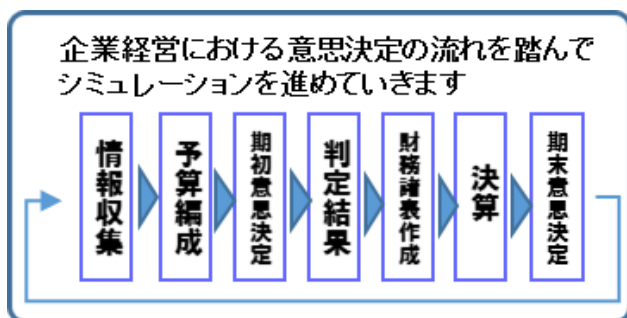 企業経営における意思決定の流れを踏んで
シミュレーションを進めていきます
情報収集
予算編成
期初意思決定
判定結果
財務諸表作成
決算
期末意思決定